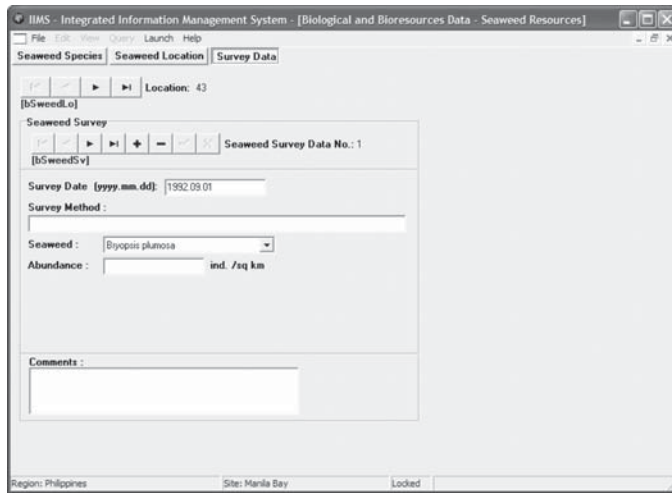 IIMS - Integrated Information Management System - [Biological and Bioresources Data - Seaweed Resources]
File Edit View Query Launch Help
Seaweed Species Seaweed Location Survey Data
Location: 43
[bSweedLo]
Seaweed Survey
Seaweed Survey Data No.: 1
[bSweedSv]
Survey Date (yyyy.mm.dd): 1992.09.01
Survey Method :
Seaweed : Bryopsis plumosa
Abundance : ind. /sq km
Comments :
Region: Philippines Site: Manila Bay Locked